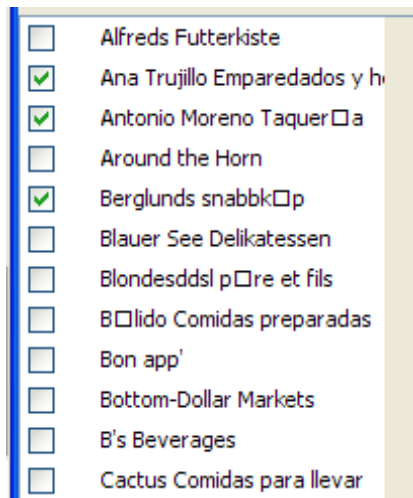 Alfreds Futterkiste
Ana Trujillo Emparedados y h
Antonio Moreno Taquer□a
Around the Horn
Berglunds snabbk□p
Blauer See Delikatessen
Blondesddsl p□re et fils
B□lido Comidas preparadas
Bon app'
Bottom-Dollar Markets
B's Beverages
Cactus Comidas para llevar